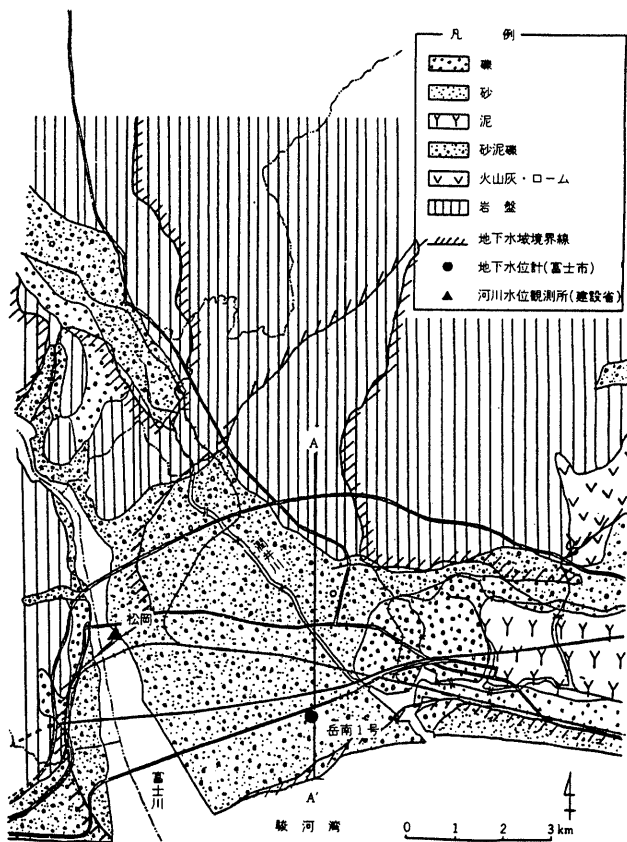 凡 例
礫
砂
泥
砂泥礫
火山灰・ローム
岩盤
地下水域境界線
地下水位計(富士市)
河川水位観測所(建設省)
A
潤井川
松岡
岳南1号
富士川
A'
駿河湾
0 1 2 3 km